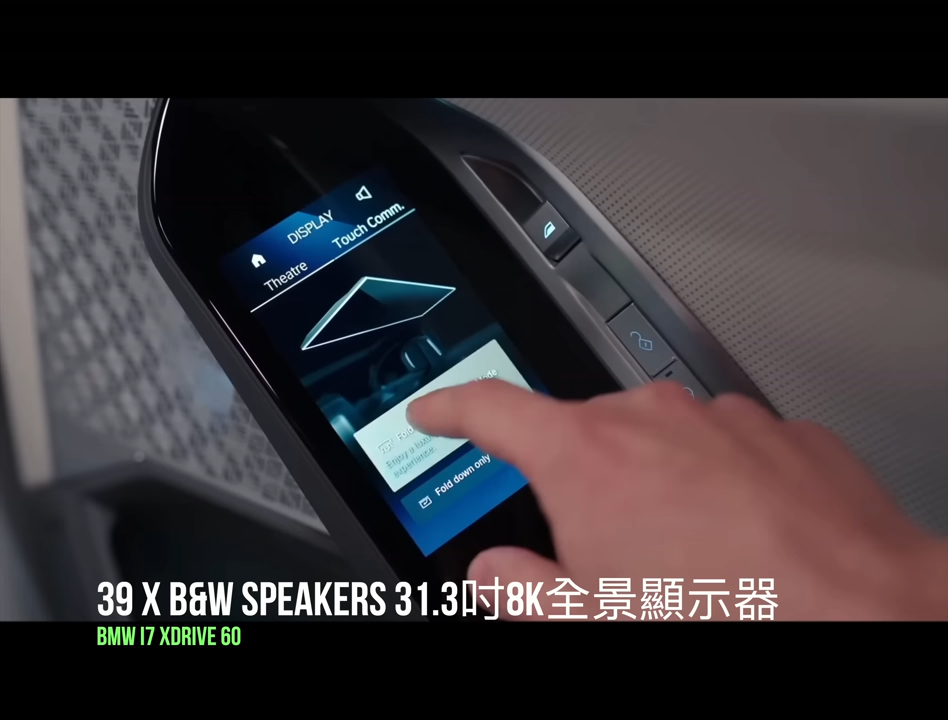 DISPLAY
Theatre
Touch Comm.
Fold down only
39 X B&W SPEAKERS 31.3吋8K全景顯示器
BMW I7 XDRIVE 60